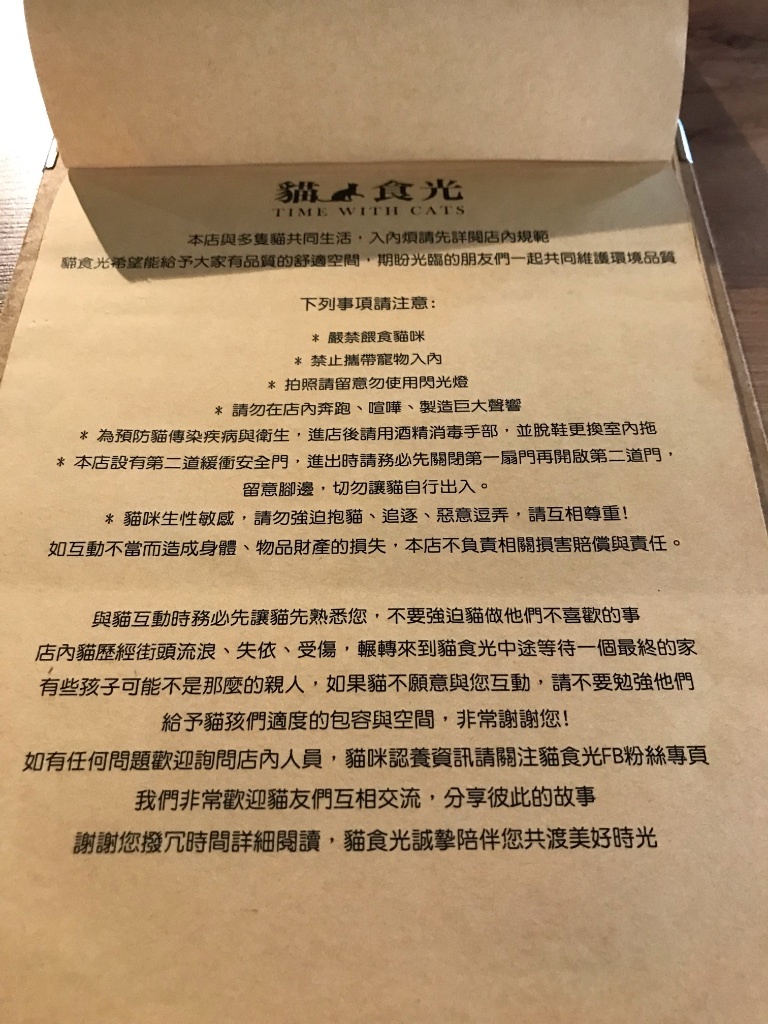 貓食光
TIME WITH CATS
本店與多隻貓共同生活，入內煩請先詳閱店內規範
貓食光希望能給予大家有品質的舒適空間，期盼光臨的朋友們一起共同維護環境品質
下列事項請注意:
* 嚴禁餵食貓咪
* 禁止攜帶寵物入內
* 拍照請留意勿使用閃光燈
* 請勿在店內奔跑、喧嘩、製造巨大聲響
* 為預防貓傳染疾病與衛生，進店後請用酒精消毒手部，並脫鞋更換室內拖
* 本店設有第二道緩衝安全門，進出時請務必先關閉第一扇門再開啟第二道門，
留意腳邊，切勿讓貓自行出入。
* 貓咪生性敏感，請勿強迫抱貓、追逐、惡意逗弄，請互相尊重!
如互動不當而造成身體、物品財產的損失，本店不負責相關損害賠償與責任。
與貓互動時務必先讓貓先熟悉您，不要強迫貓做他們不喜歡的事
店內貓歷經街頭流浪、失依、受傷，輾轉來到貓食光中途等待一個最終的家
有些孩子可能不是那麼的親人，如果貓不願意與您互動，請不要勉強他們
給予貓孩們適度的包容與空間，非常謝謝您!
如有任何問題歡迎詢問店內人員，貓咪認養資訊請關注貓食光FB粉絲專頁
我們非常歡迎貓友們互相交流，分享彼此的故事
謝謝您撥冗時間詳細閱讀，貓食光誠摯陪伴您共渡美好時光